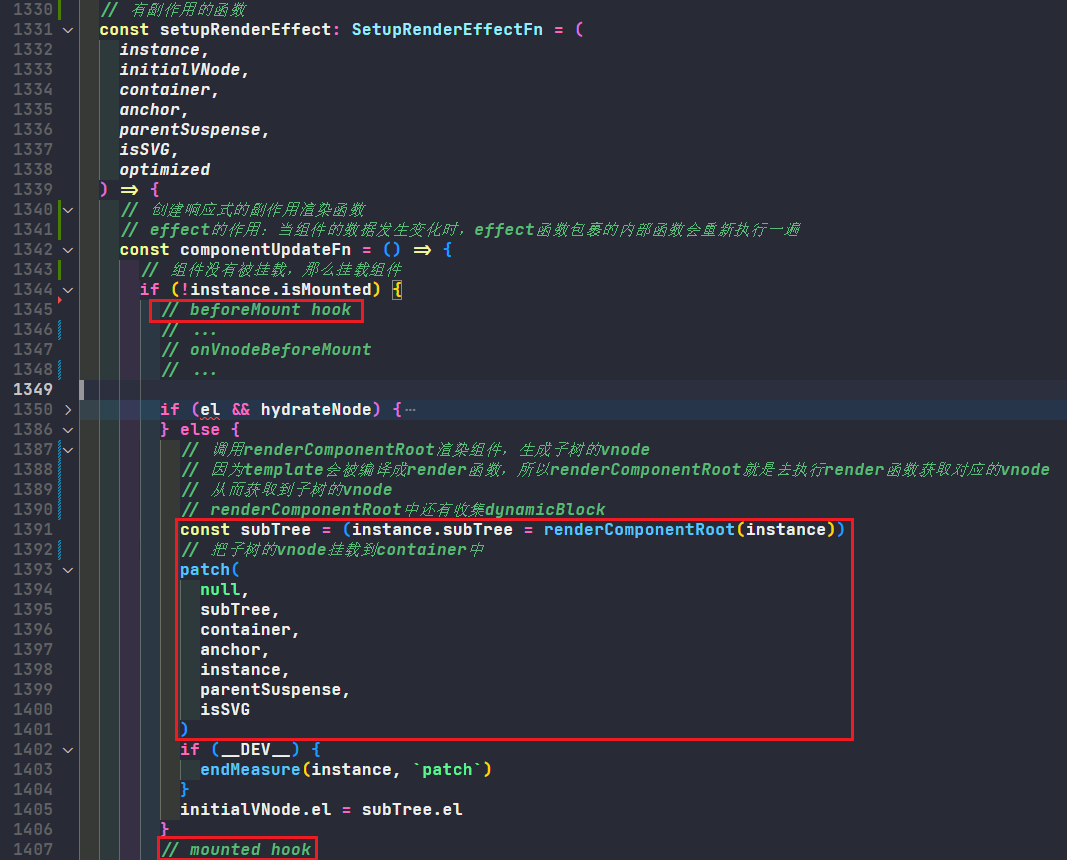 1330 // 有副作用的函数
1331 const setupRenderEffect: SetupRenderEffectFn = (
1332 instance,
1333 initialVNode,
1334 container,
1335 anchor,
1336 parentSuspense,
1337 isSVG,
1338 optimized
1339 ) => {
1340 // 创建响应式的副作用渲染函数
1341 // effect的作用: 当组件的数据发生变化时，effect函数包裹的内部函数会重新执行一遍
1342 const componentUpdateFn = () => {
1343 // 组件没有被挂载，那么挂载组件
1344 if (!instance.isMounted) {
1345 // beforeMount hook
1346 // ...
1347 // onVnodeBeforeMount
1348 // ...
1349
1350 if (el && hydrateNode) {…
1386 } else {
1387 // 调用renderComponentRoot渲染组件，生成子树的vnode
1388 // 因为template会被编译成render函数，所以renderComponentRoot就是去执行render函数获取对应的vnode
1389 // 从而获取到子树的vnode
1390 // renderComponentRoot中还有收集dynamicBlock
1391 const subTree = (instance.subTree = renderComponentRoot(instance))
1392 // 把子树的vnode挂载到container中
1393 patch(
1394 null,
1395 subTree,
1396 container,
1397 anchor,
1398 instance,
1399 parentSuspense,
1400 isSVG
1401 )
1402 if (__DEV__) {
1403 endMeasure(instance, `patch`)
1404 }
1405 initialVNode.el = subTree.el
1406 }
1407 // mounted hook